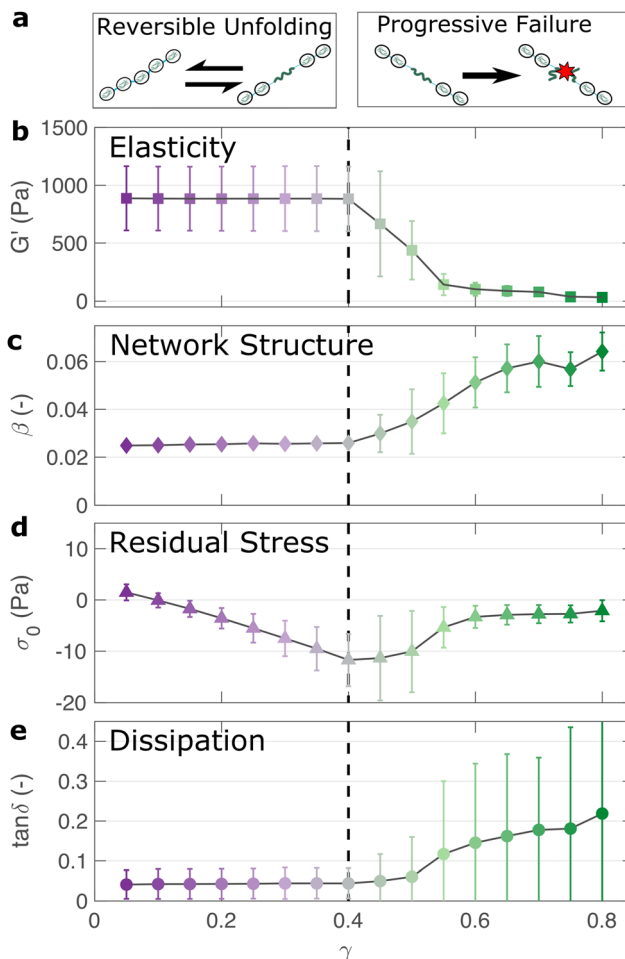 a
Reversible Unfolding
Progressive Failure
b
Elasticity
1500
1000
500
0
G' (Pa)
c
Network Structure
0.06
0.04
0.02
0
β (-)
d
Residual Stress
10
0
-10
-20
σ0 (Pa)
e
Dissipation
0.4
0.3
0.2
0.1
0
tanδ (-)
0 0.2 0.4 0.6 0.8
γ